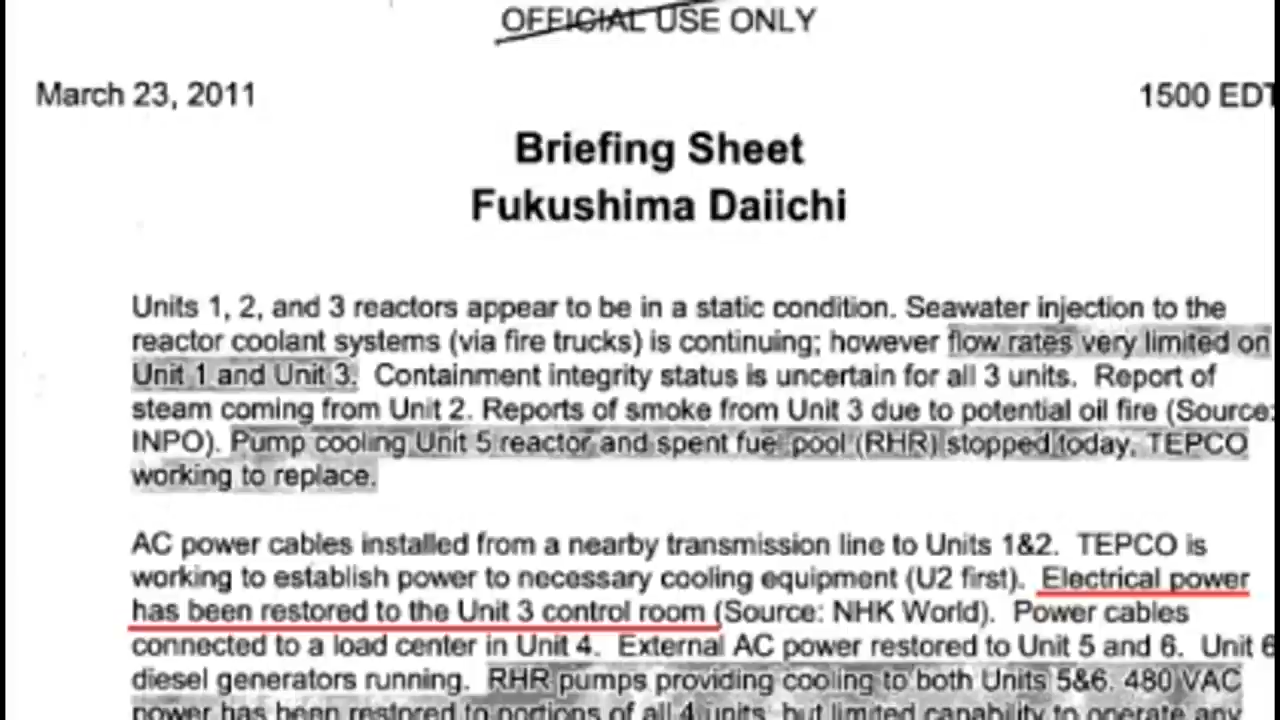 OFFICIAL USE ONLY
March 23, 2011 1500 EDT
Briefing Sheet
Fukushima Daiichi
Units 1, 2, and 3 reactors appear to be in a static condition. Seawater injection to the
reactor coolant systems (via fire trucks) is continuing; however flow rates very limited on
Unit 1 and Unit 3. Containment integrity status is uncertain for all 3 units. Report of
steam coming from Unit 2. Reports of smoke from Unit 3 due to potential oil fire (Source:
INPO). Pump cooling Unit 5 reactor and spent fuel pool (RHR) stopped today, TEPCO
working to replace.
AC power cables installed from a nearby transmission line to Units 1&2. TEPCO is
working to establish power to necessary cooling equipment (U2 first). Electrical power
has been restored to the Unit 3 control room (Source: NHK World). Power cables
connected to a load center in Unit 4. External AC power restored to Unit 5 and 6. Unit 6
diesel generators running. RHR pumps providing cooling to both Units 5&6. 480 VAC
power has been restored to portions of all 4 units, but limited capability to operate any